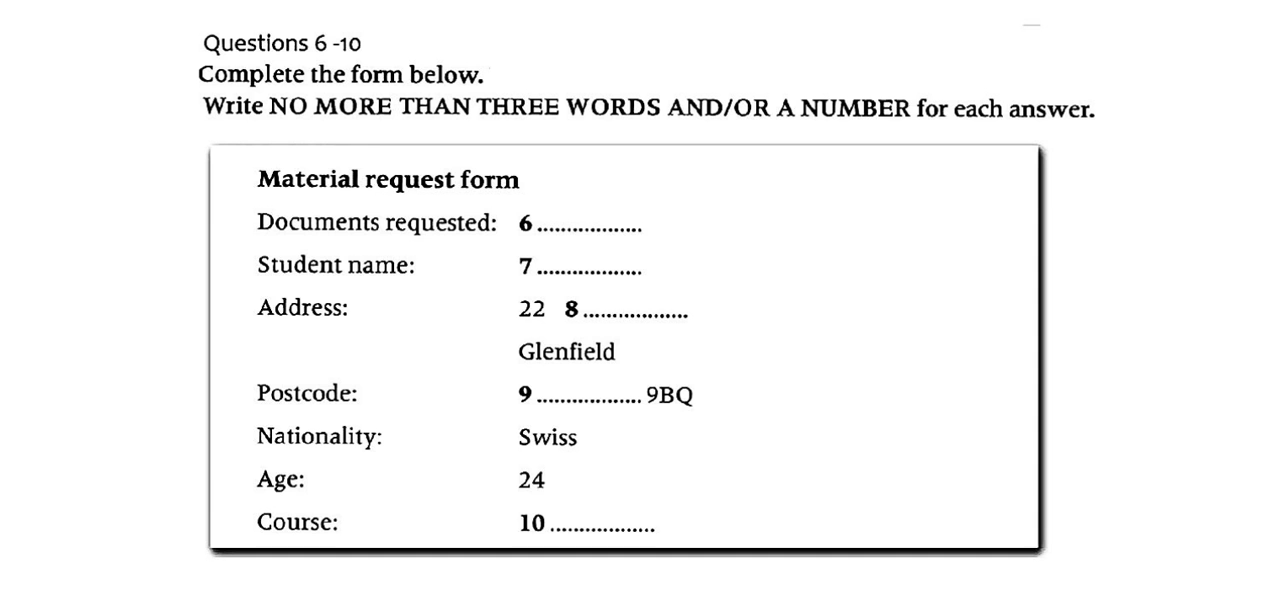 Questions 6 -10
Complete the form below.
Write NO MORE THAN THREE WORDS AND/OR A NUMBER for each answer.
Material request form
Documents requested: 6 ..................
Student name: 7 ..................
Address: 22 8 ..................
Glenfield
Postcode: 9 .................. 9BQ
Nationality: Swiss
Age: 24
Course: 10 ..................